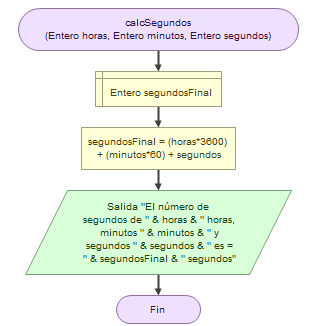 calcSegundos
(Entero horas, Entero minutos, Entero segundos)
Entero segundosFinal
segundosFinal = (horas*3600)
+ (minutos*60) + segundos
Salida "El número de
segundos de " & horas & " horas,
minutos " & minutos & " y
segundos " & segundos & " es =
" & segundosFinal & " segundos"
Fin